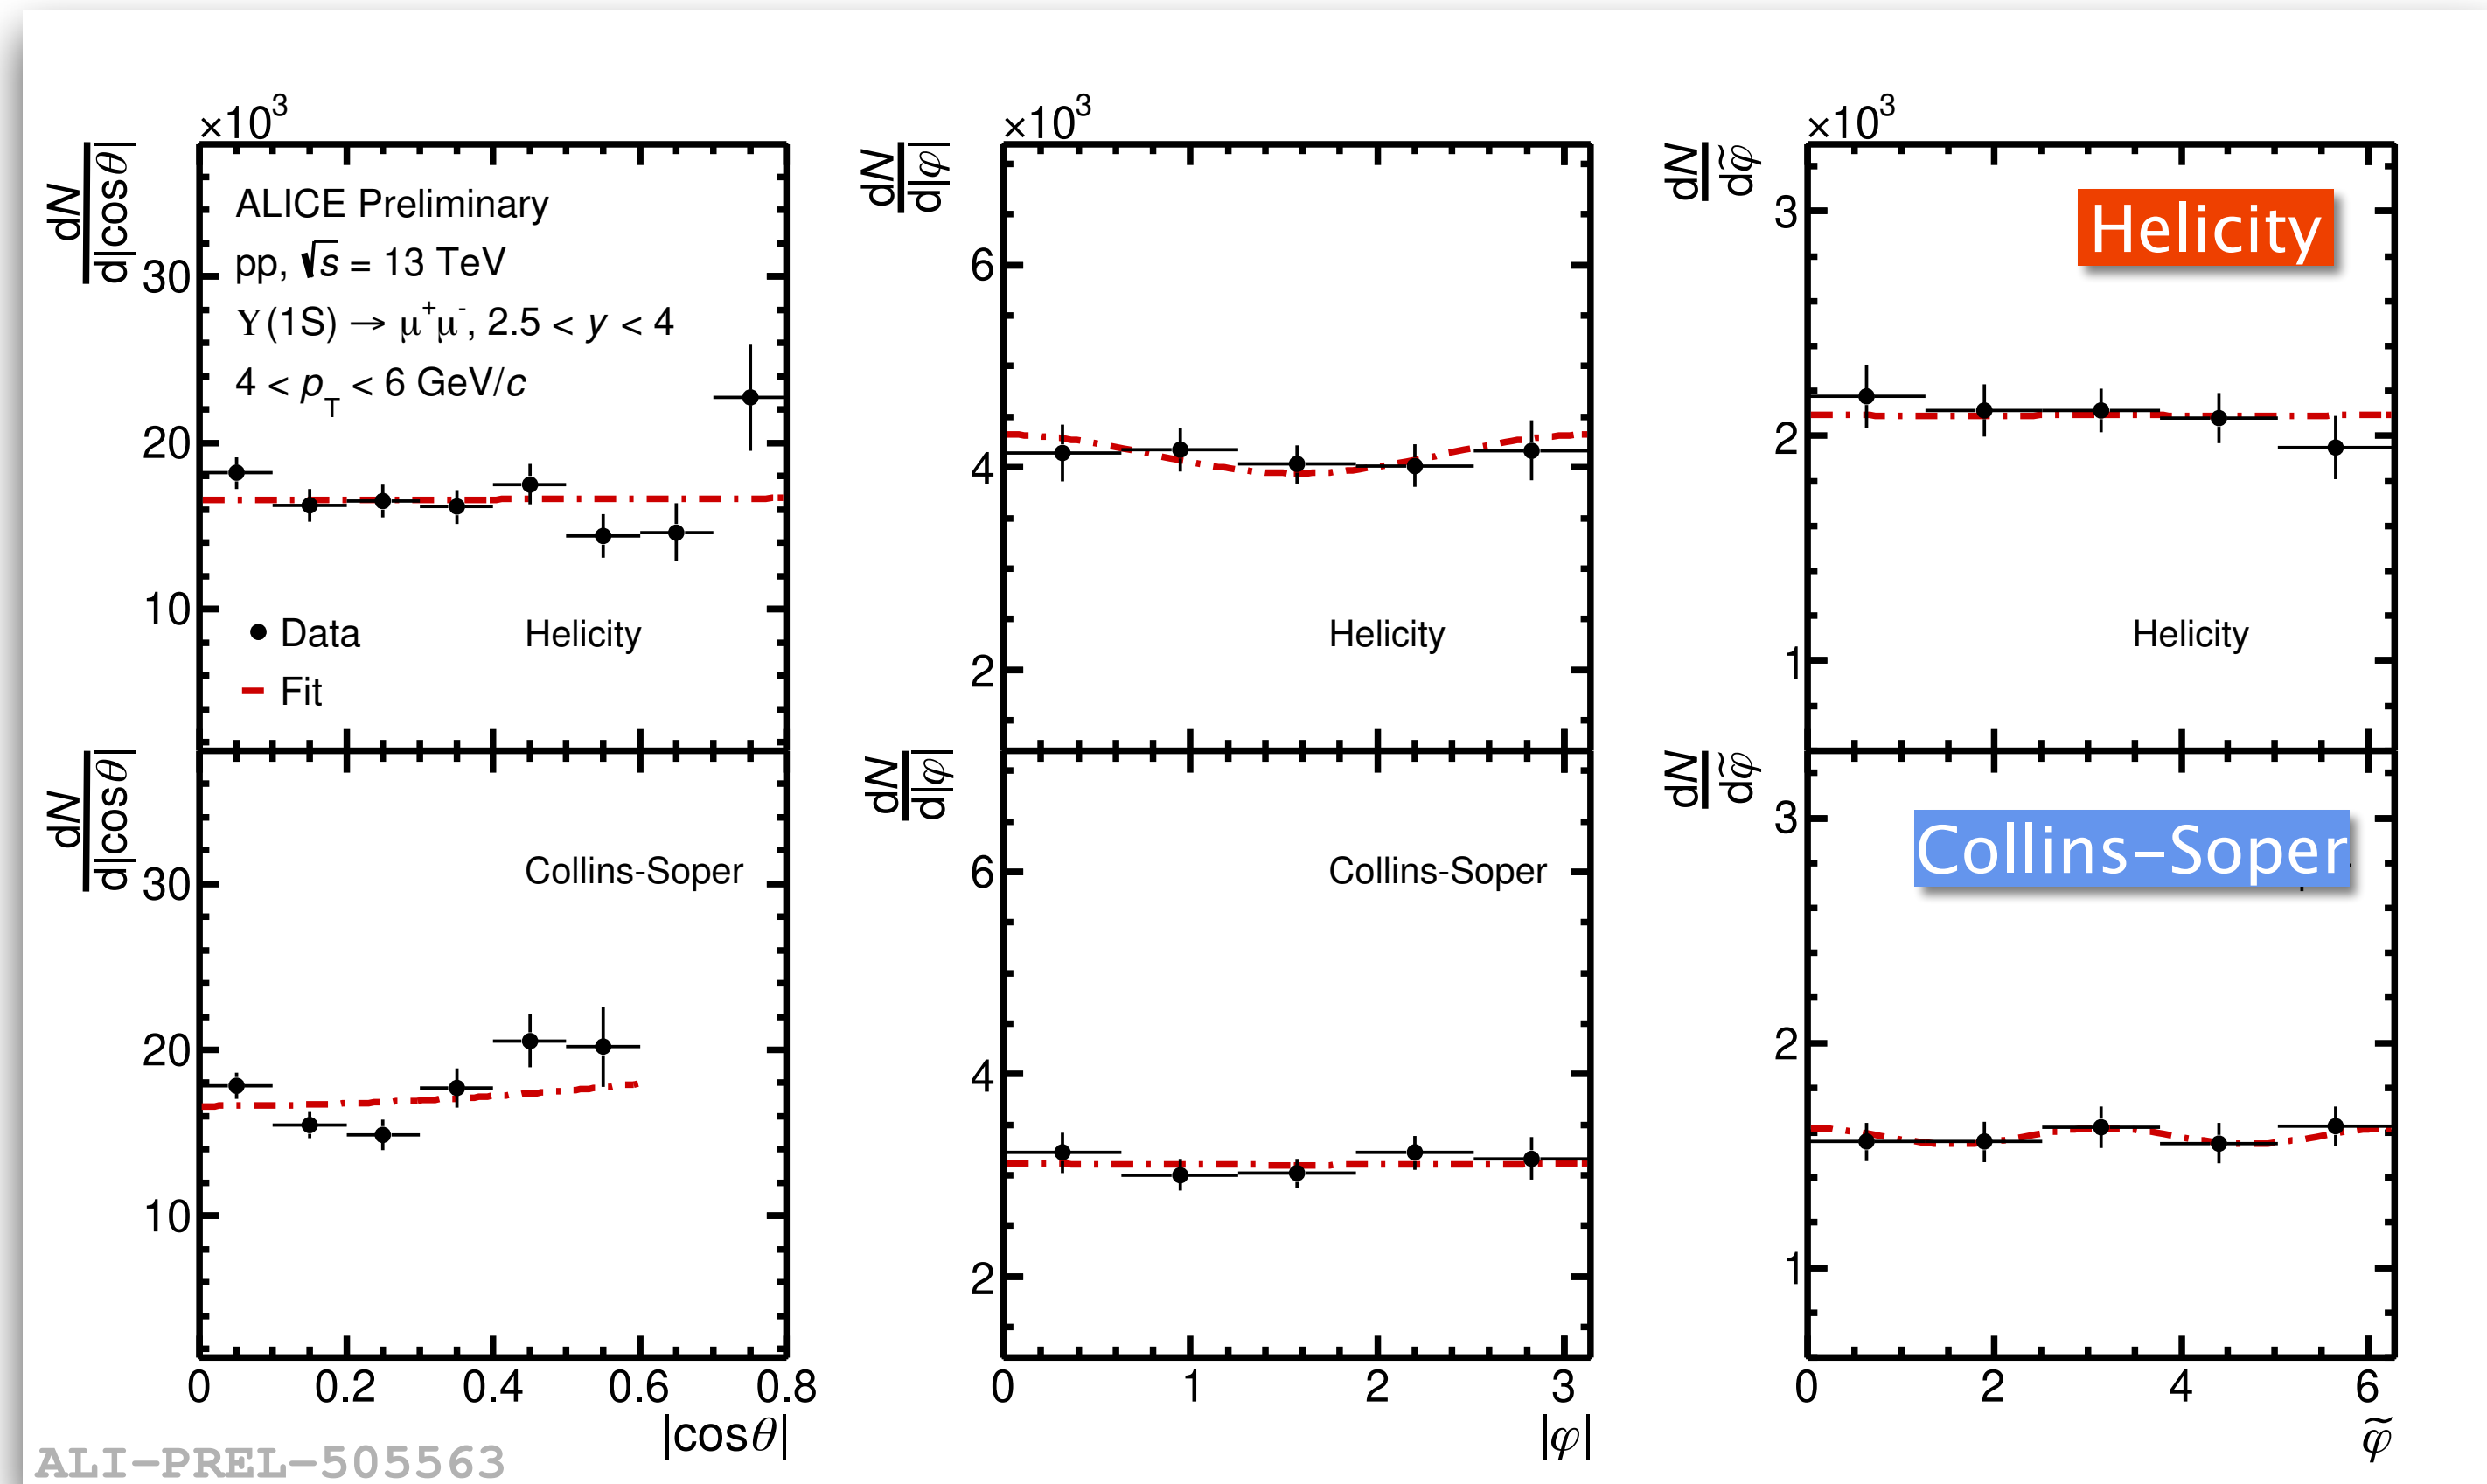 ×10³ ×10³ ×10³
dN/d|cosθ| dN/d|φ| dN/dφ̃
ALICE Preliminary
pp, √s = 13 TeV
Υ(1S) → μ⁺μ⁻, 2.5 < y < 4
4 < p_T < 6 GeV/c
Data
Fit
Helicity
30
20
10
6
4
2
Helicity
Helicity
3
2
1
Helicity
dN/d|cosθ| dN/d|φ| dN/dφ̃
Collins-Soper
30
20
10
Collins-Soper
6
4
2
Collins–Soper
3
2
1
0 0.2 0.4 0.6 0.8
|cosθ|
0 1 2 3
|φ|
0 2 4 6
φ̃
ALI-PREL-505563